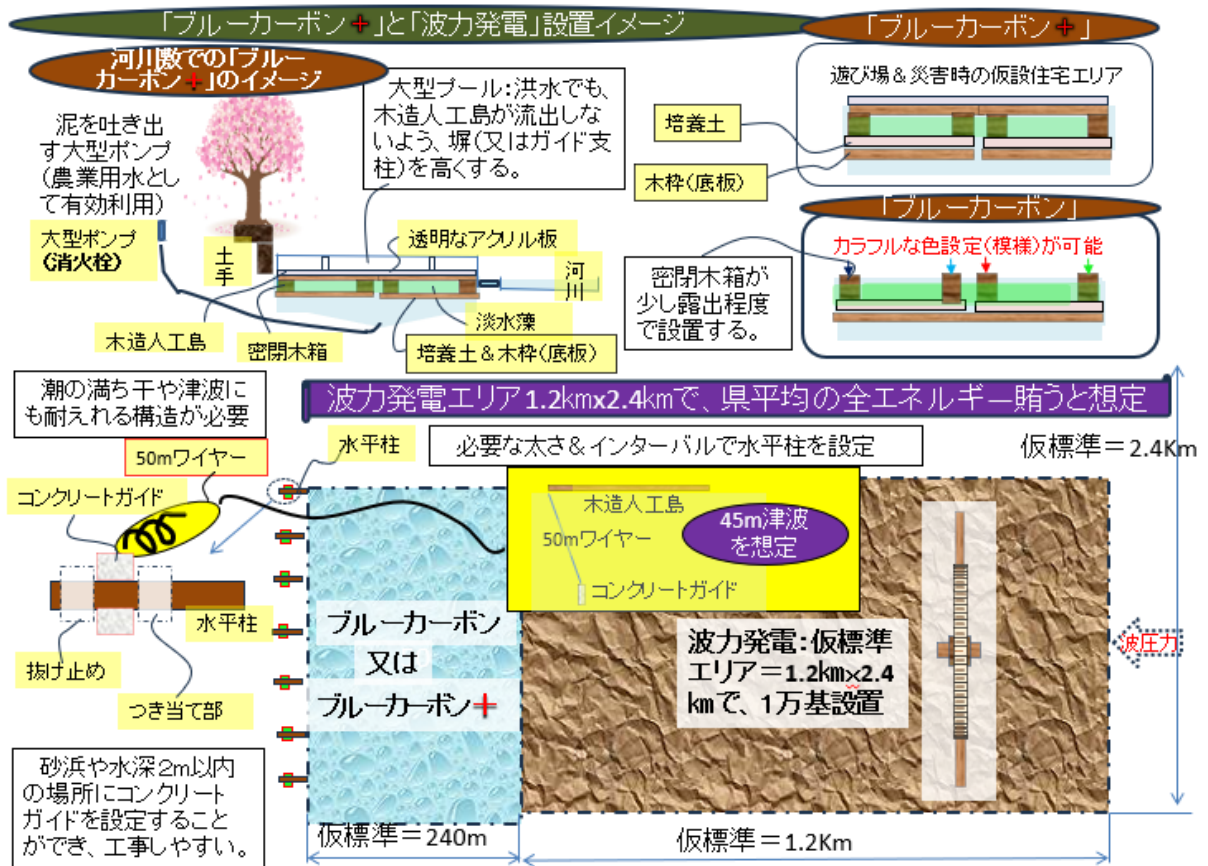 「ブルーカーボン+」と「波力発電」設置イメージ
「ブルーカーボン+」
河川敷での「ブルー
カーボン+」のイメージ
大型プール：洪水でも、
木造人工島が流出しな
いよう、塀(又はガイド支
柱)を高くする。
泥を吐き出
す大型ポンプ
(農業用水とし
て有効利用)
大型ポンプ
(消火栓)
土手
透明なアクリル板
河川
木造人工島
密閉木箱
淡水藻
培養土＆木枠(底板)
遊び場＆災害時の仮設住宅エリア
培養土
木枠(底板)
「ブルーカーボン」
カラフルな色設定(模様)が可能
密閉木箱が
少し露出程度
で設置する。
潮の満ち干や津波に
も耐えれる構造が必要
波力発電エリア1.2kmx2.4kmで、県平均の全エネルギー賄うと想定
50mワイヤー
水平柱
必要な太さ＆インターバルで水平柱を設定
仮標準＝2.4Km
コンクリートガイド
木造人工島
50mワイヤー
コンクリートガイド
45m津波
を想定
水平柱
抜け止め
つき当て部
ブルーカーボン
又は
ブルーカーボン+
波力発電：仮標準
エリア＝1.2kmx2.4
kmで、1万基設置
波圧力
砂浜や水深2m以内
の場所にコンクリート
ガイドを設定すること
ができ、工事しやすい。
仮標準＝240m
仮標準＝1.2Km